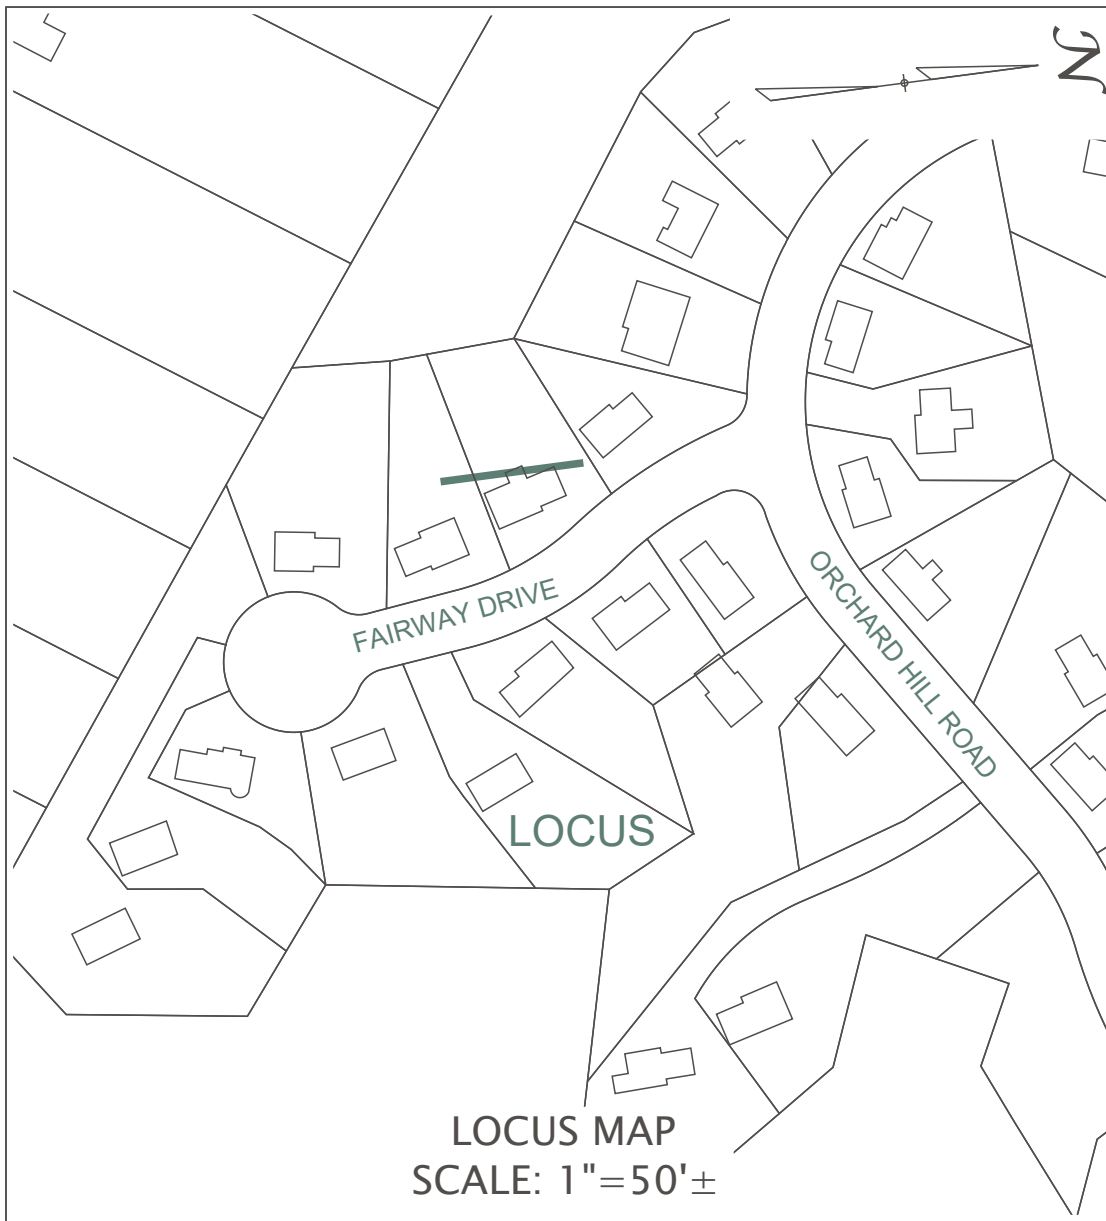 N
FAIRWAY DRIVE
ORCHARD HILL ROAD
LOCUS
LOCUS MAP
SCALE: 1"=50'±